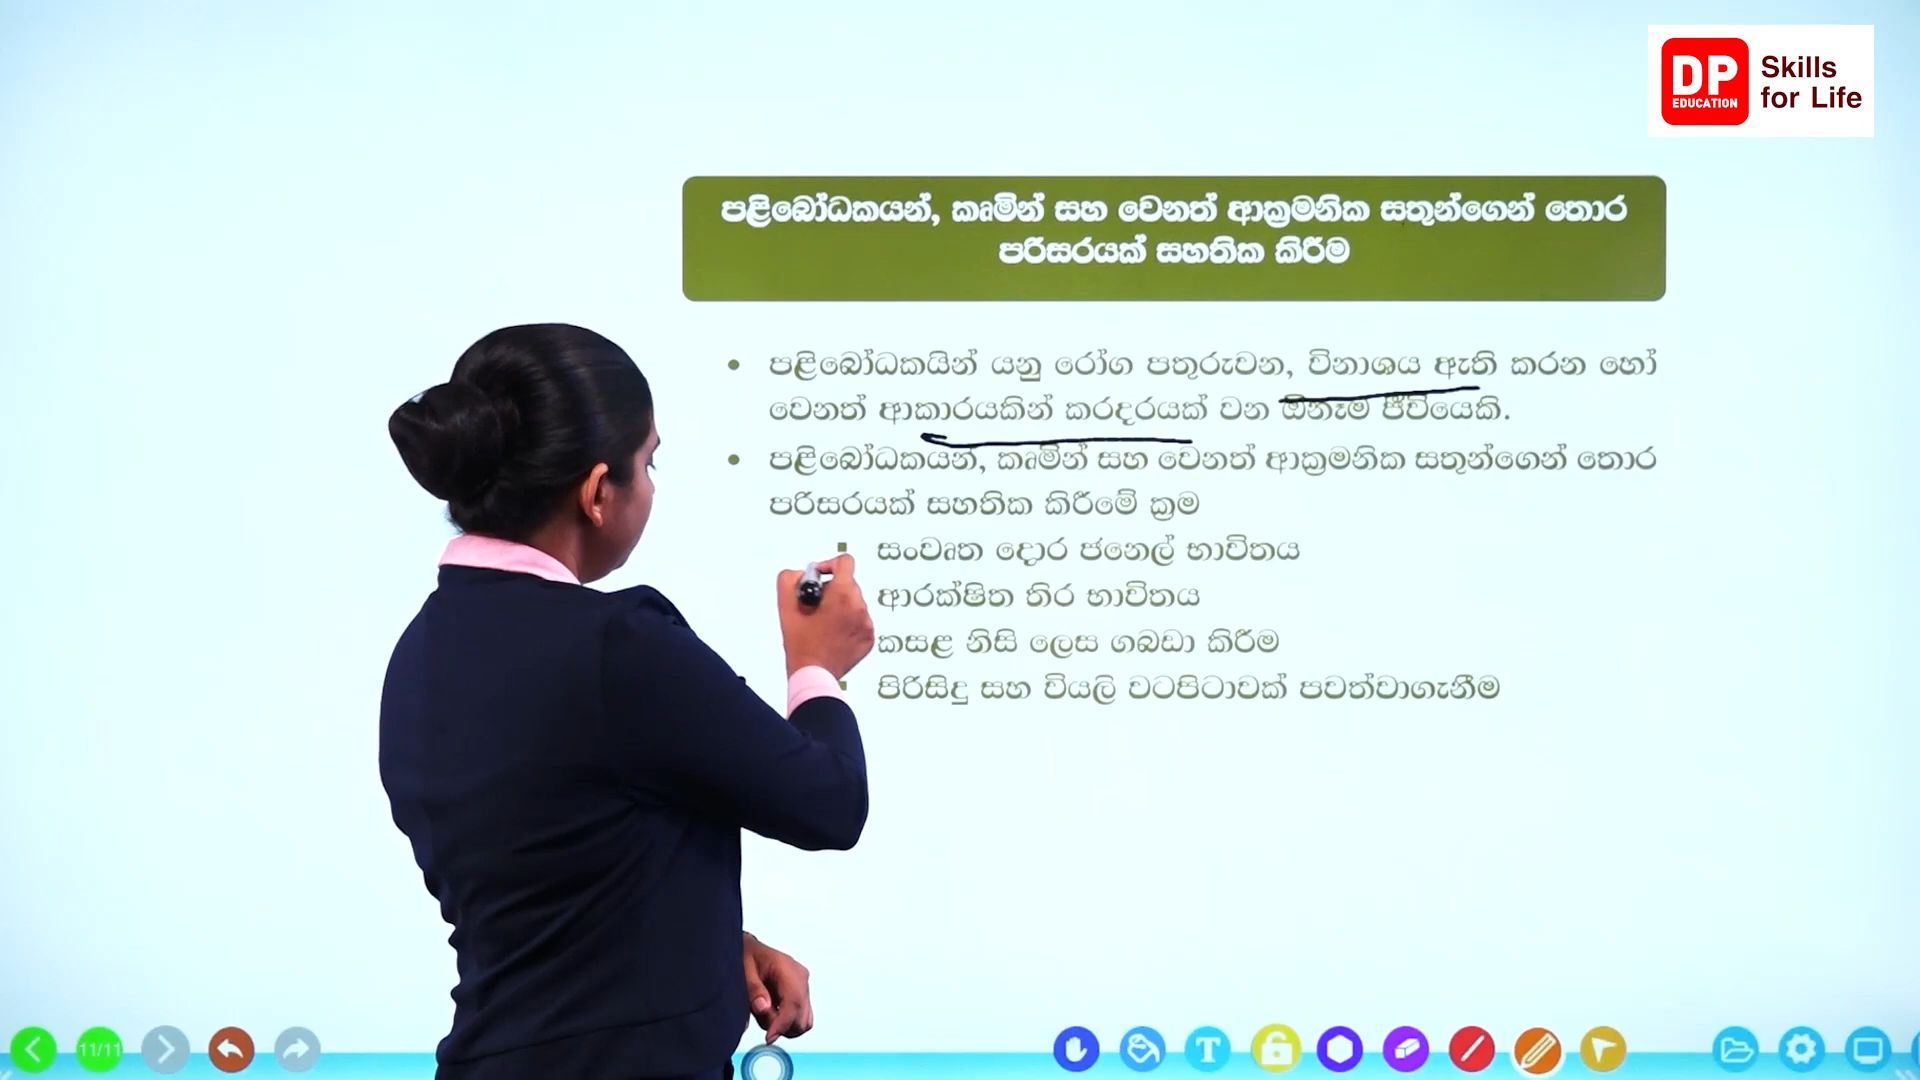 DP
EDUCATION
Skills
for Life
පළිබෝධකයන්, කෘමින් සහ වෙනත් ආක්‍රමනික සතුන්ගෙන් තොර
පරිසරයක් සහතික කිරීම
• පළිබෝධකයින් යනු රෝග පතුරුවන, විනාශය ඇති කරන හෝ
වෙනත් ආකාරයකින් කරදරයක් වන ඕනෑම ජීවියෙකි.
• පළිබෝධකයන්, කෘමින් සහ වෙනත් ආක්‍රමනික සතුන්ගෙන් තොර
පරිසරයක් සහතික කිරීමේ ක්‍රම
▪ සංවෘත දොර ජනෙල් භාවිතය
ආරක්ෂිත තිර භාවිතය
කසළ නිසි ලෙස ගබඩා කිරීම
▪ පිරිසිදු සහ වියලි වටපිටාවක් පවත්වාගැනීම
11/11
T